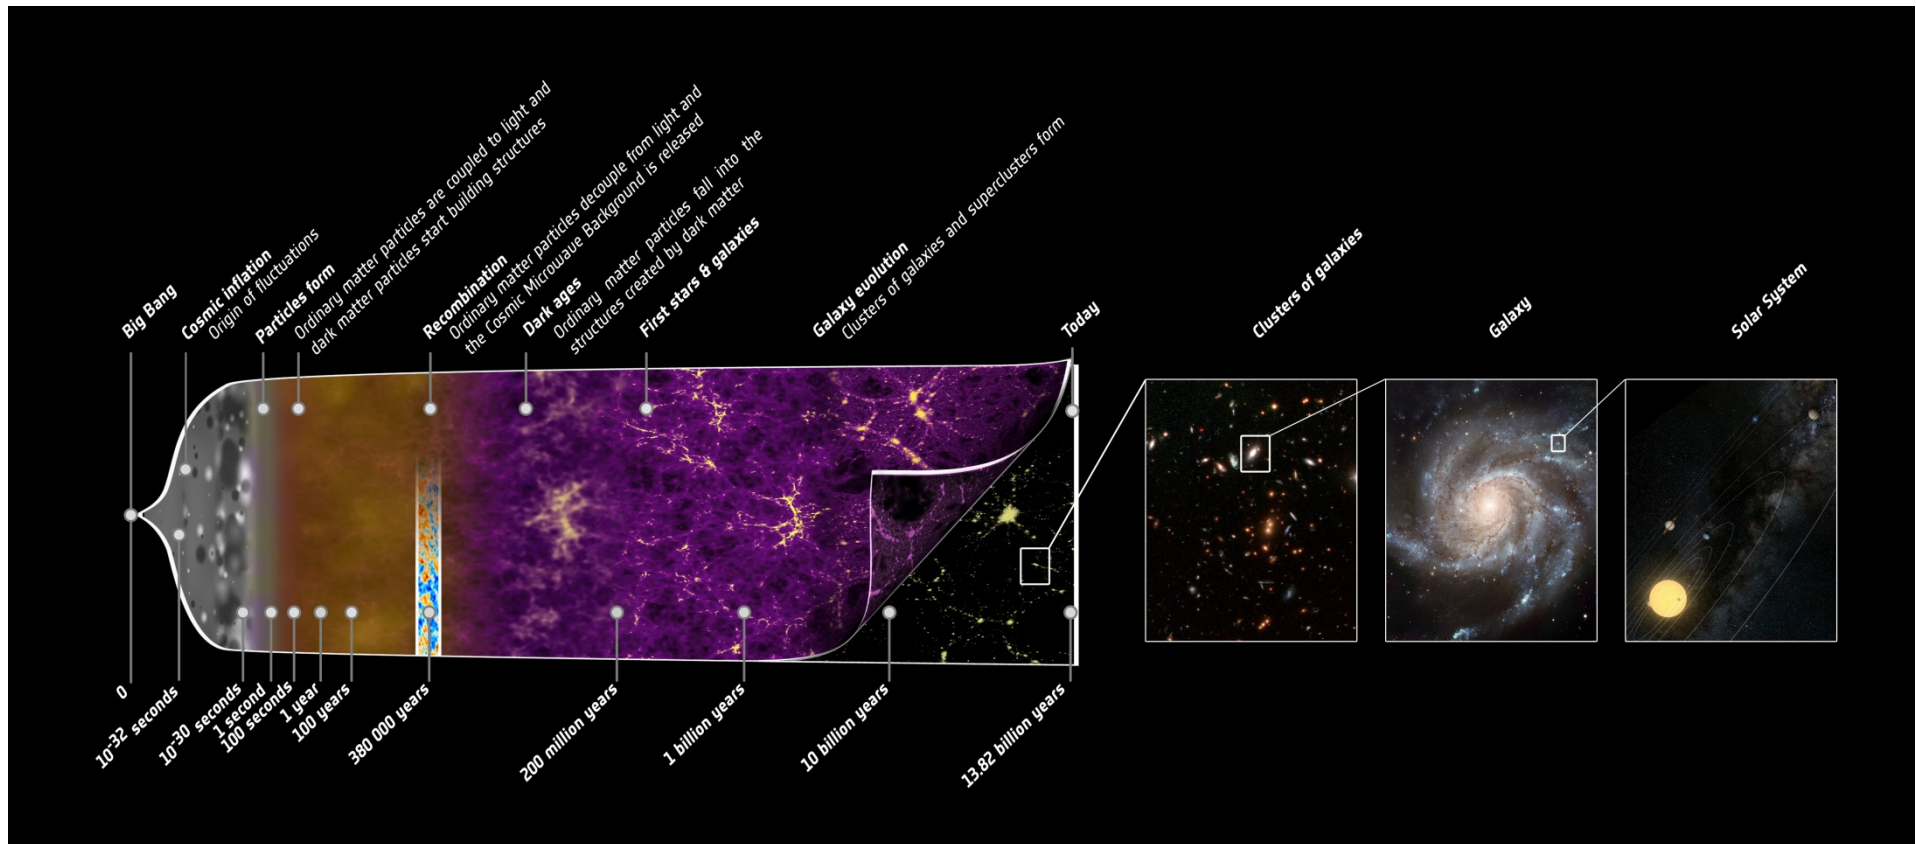 Big Bang
Cosmic inflation
Origin of fluctuations
Particles form
Ordinary matter particles are coupled to light and
dark matter particles start building structures
Recombination
Ordinary matter particles decouple from light and
the Cosmic Microwave Background is released
Dark ages
Ordinary matter particles fall into the
structures created by dark matter
First stars & galaxies
Galaxy evolution
Clusters of galaxies and superclusters form
Today
Clusters of galaxies
Galaxy
Solar System
0
10-32 seconds
10-30 seconds
1 second
100 seconds
1 year
100 years
380 000 years
200 million years
1 billion years
10 billion years
13.82 billion years